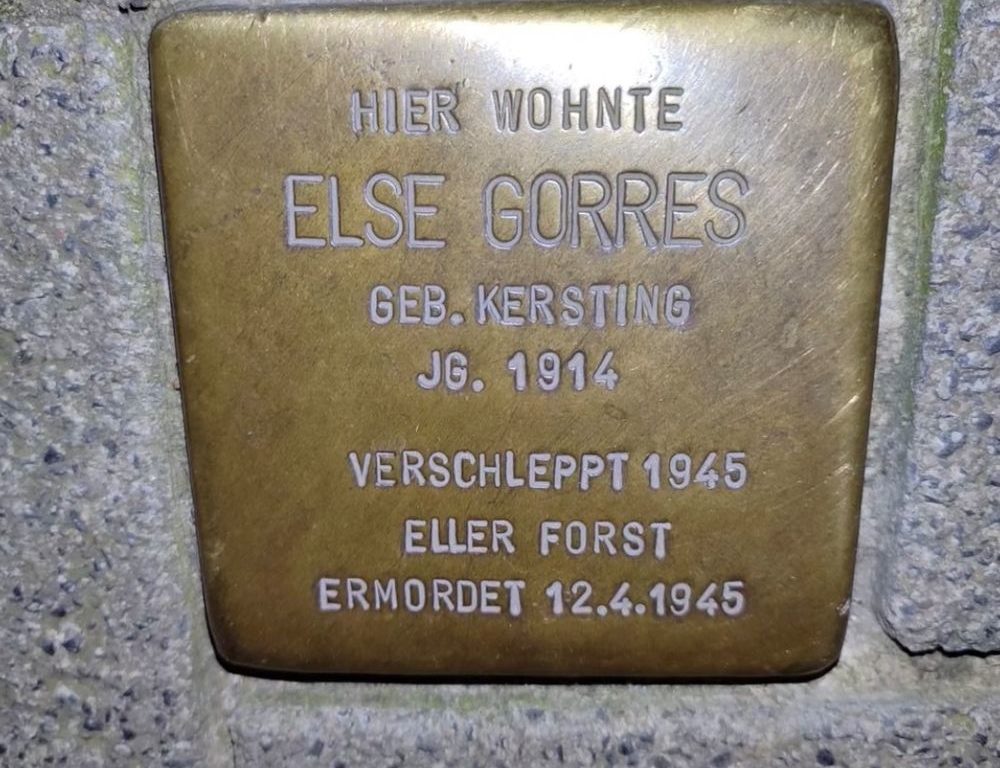 HIER WOHNTE
ELSE GORRES
GEB. KERSTING
JG. 1914
VERSCHLEPPT 1945
ELLER FORST
ERMORDET 12.4.1945